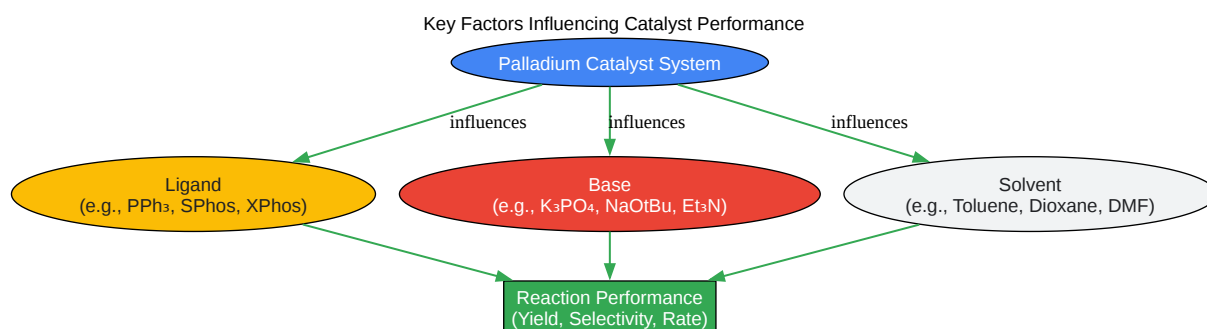 Key Factors Influencing Catalyst Performance
Palladium Catalyst System
influences
influences
influences
Ligand
(e.g., PPh₃, SPhos, XPhos)
Base
(e.g., K₃PO₄, NaOtBu, Et₃N)
Solvent
(e.g., Toluene, Dioxane, DMF)
Reaction Performance
(Yield, Selectivity, Rate)